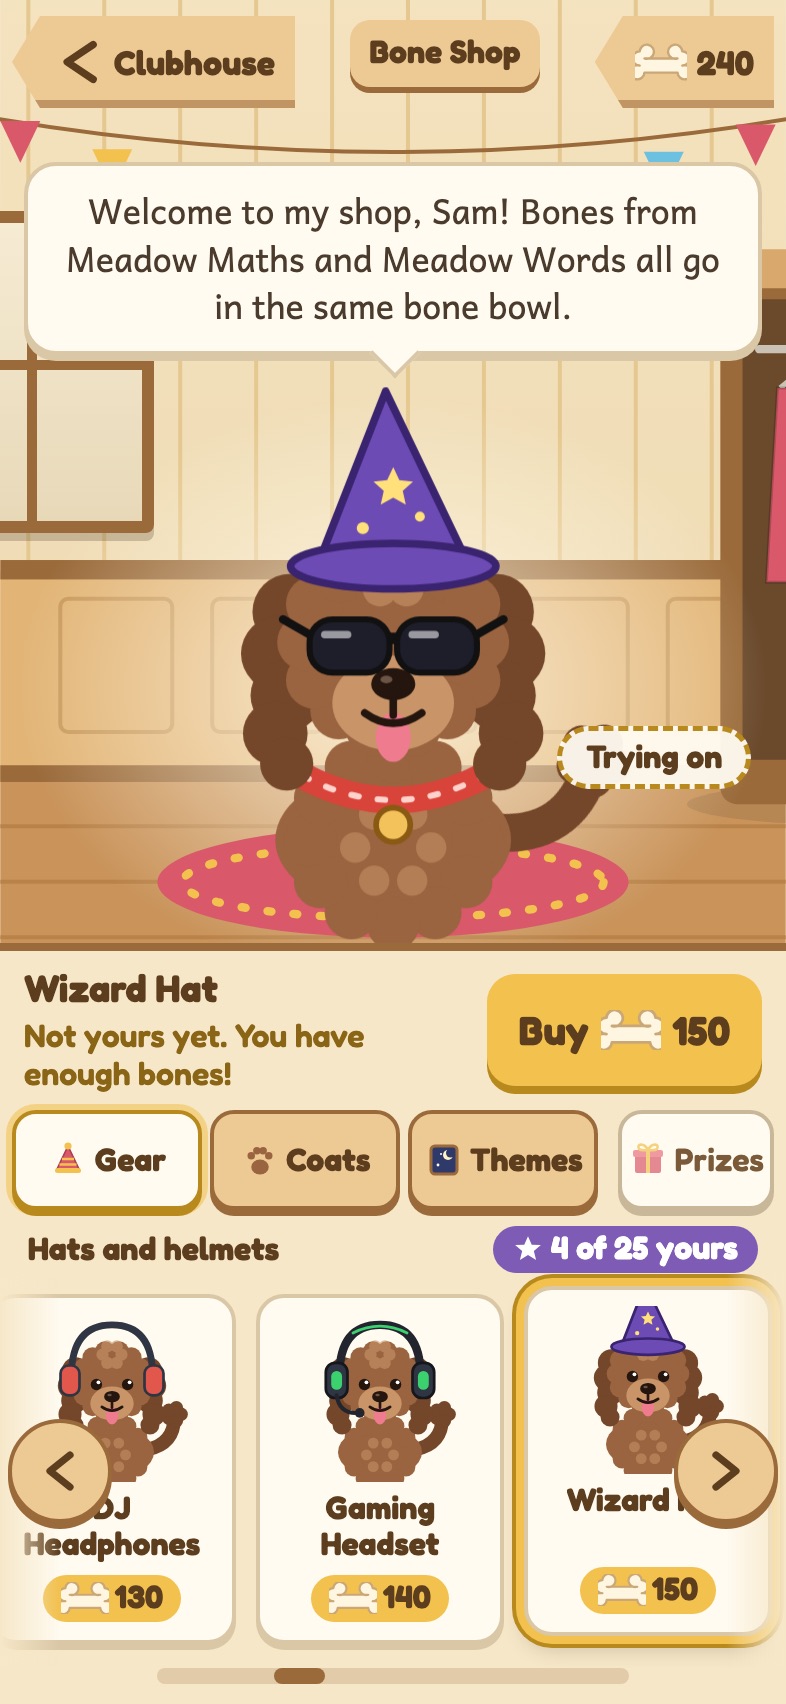 Clubhouse
Bone Shop
240
Welcome to my shop, Sam! Bones from
Meadow Maths and Meadow Words all go
in the same bone bowl.
Trying on
Wizard Hat
Not yours yet. You have
enough bones!
Buy 150
Gear
Coats
Themes
Prizes
Hats and helmets
4 of 25 yours
DJ
Headphones
130
Gaming
Headset
140
Wizard
150